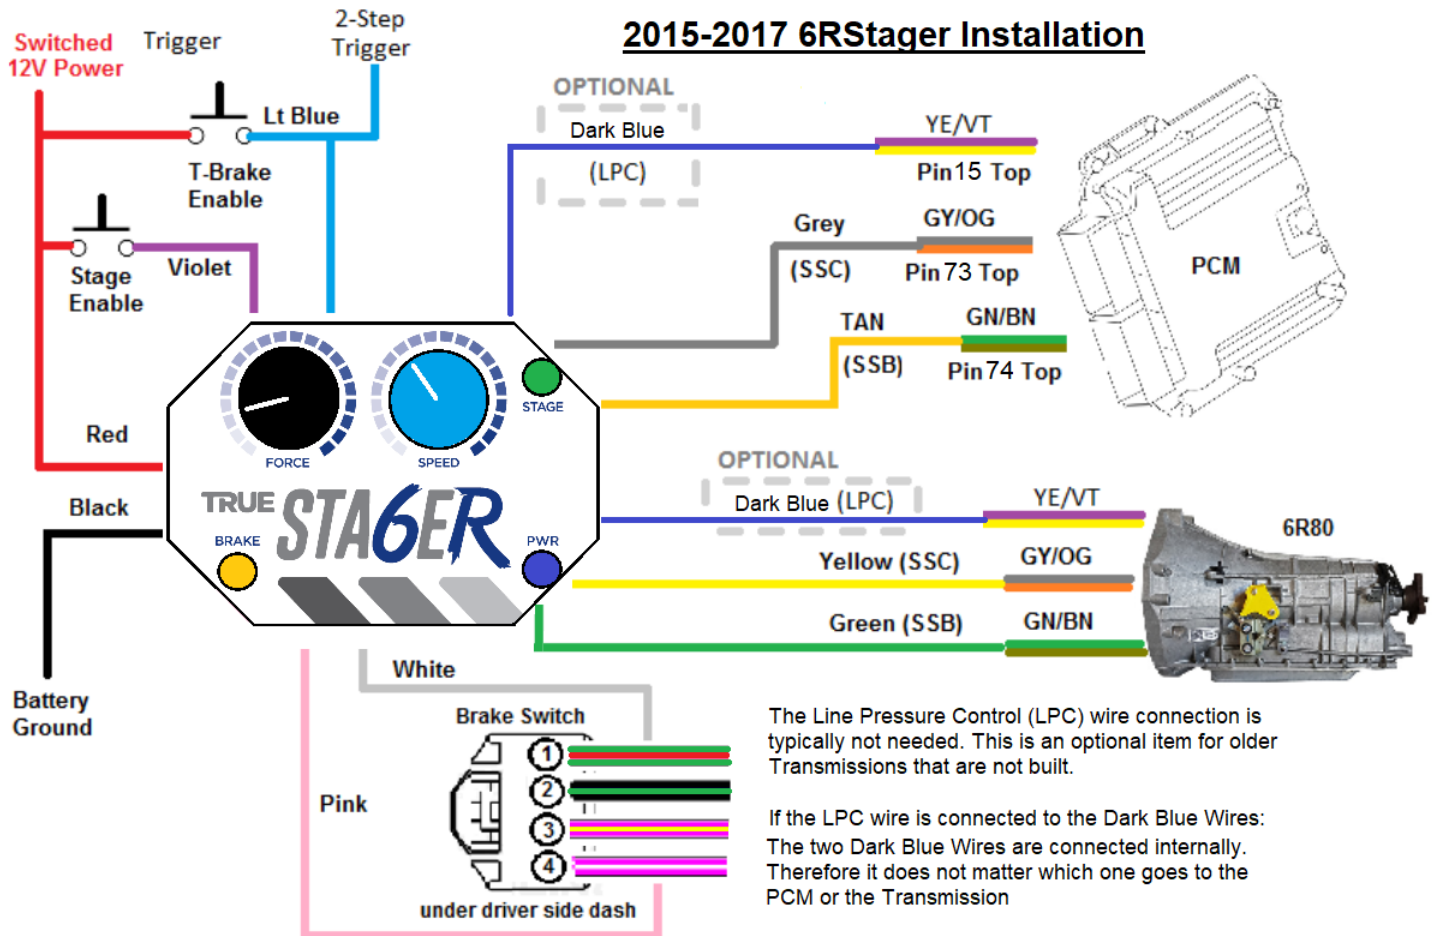 2015-2017 6RStager Installation
Switched
12V Power
Trigger
2-Step
Trigger
Lt Blue
T-Brake
Enable
Stage
Enable
Violet
OPTIONAL
Dark Blue
(LPC)
YE/VT
Pin 15 Top
Grey
(SSC)
GY/OG
Pin 73 Top
TAN
(SSB)
GN/BN
Pin 74 Top
PCM
Red
Black
Battery
Ground
FORCE
SPEED
STAGE
TRUE
STA6ER
BRAKE
PWR
OPTIONAL
Dark Blue (LPC)
YE/VT
Yellow (SSC)
GY/OG
Green (SSB)
GN/BN
6R80
White
Pink
Brake Switch
1
2
3
4
under driver side dash
The Line Pressure Control (LPC) wire connection is
typically not needed. This is an optional item for older
Transmissions that are not built.
If the LPC wire is connected to the Dark Blue Wires:
The two Dark Blue Wires are connected internally.
Therefore it does not matter which one goes to the
PCM or the Transmission